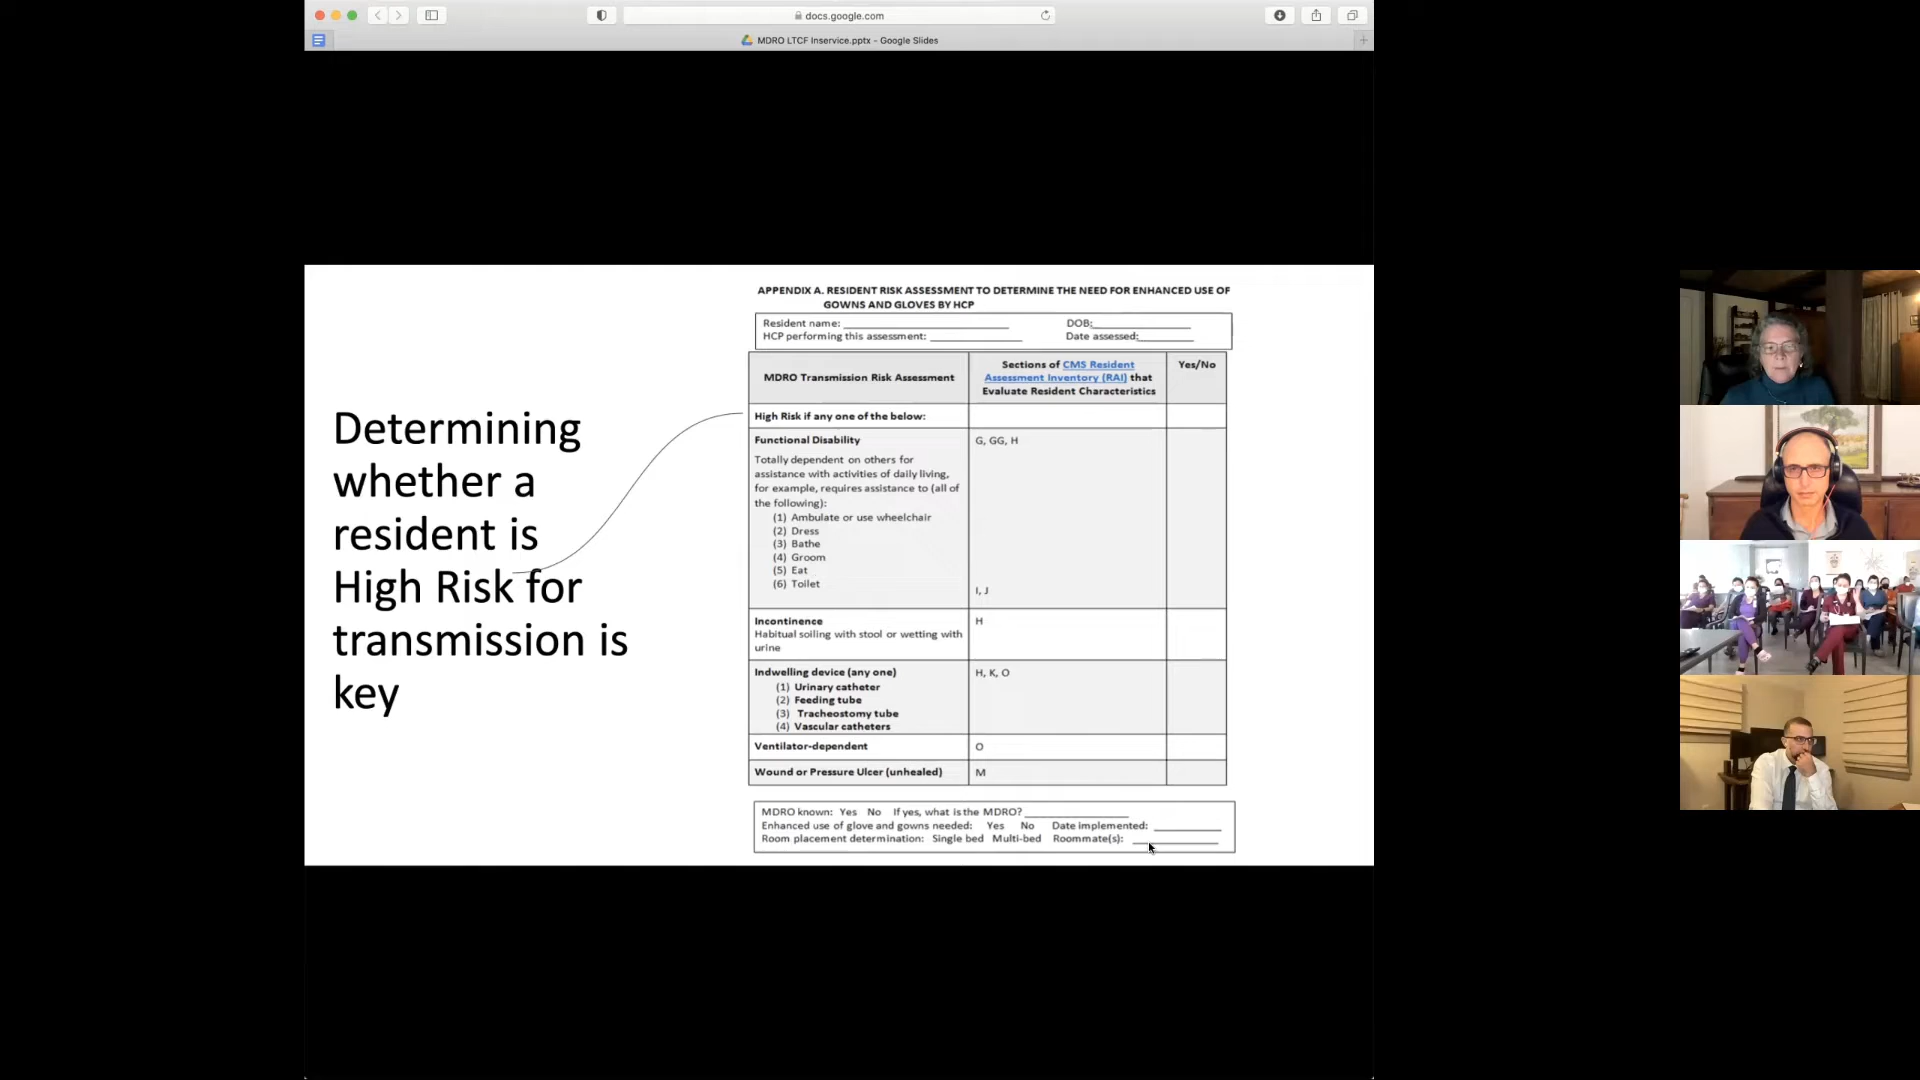 docs.google.com
MDRO LTCF Inservice.pptx - Google Slides
Determining
whether a
resident is
High Risk for
transmission is
key
APPENDIX A. RESIDENT RISK ASSESSMENT TO DETERMINE THE NEED FOR ENHANCED USE OF
GOWNS AND GLOVES BY HCP
Resident name: DOB:
HCP performing this assessment: Date assessed:
MDRO Transmission Risk Assessment
Sections of CMS Resident
Assessment Inventory (RAI) that
Evaluate Resident Characteristics
Yes/No
High Risk if any one of the below:
Functional Disability
G, GG, H
Totally dependent on others for
assistance with activities of daily living,
for example, requires assistance to (all of
the following):
(1) Ambulate or use wheelchair
(2) Dress
(3) Bathe
(4) Groom
(5) Eat
(6) Toilet
I, J
Incontinence
H
Habitual soiling with stool or wetting with
urine
Indwelling device (any one)
H, K, O
(1) Urinary catheter
(2) Feeding tube
(3) Tracheostomy tube
(4) Vascular catheters
Ventilator-dependent
O
Wound or Pressure Ulcer (unhealed)
M
MDRO known: Yes No If yes, what is the MDRO?
Enhanced use of glove and gowns needed: Yes No Date implemented:
Room placement determination: Single bed Multi-bed Roommate(s):